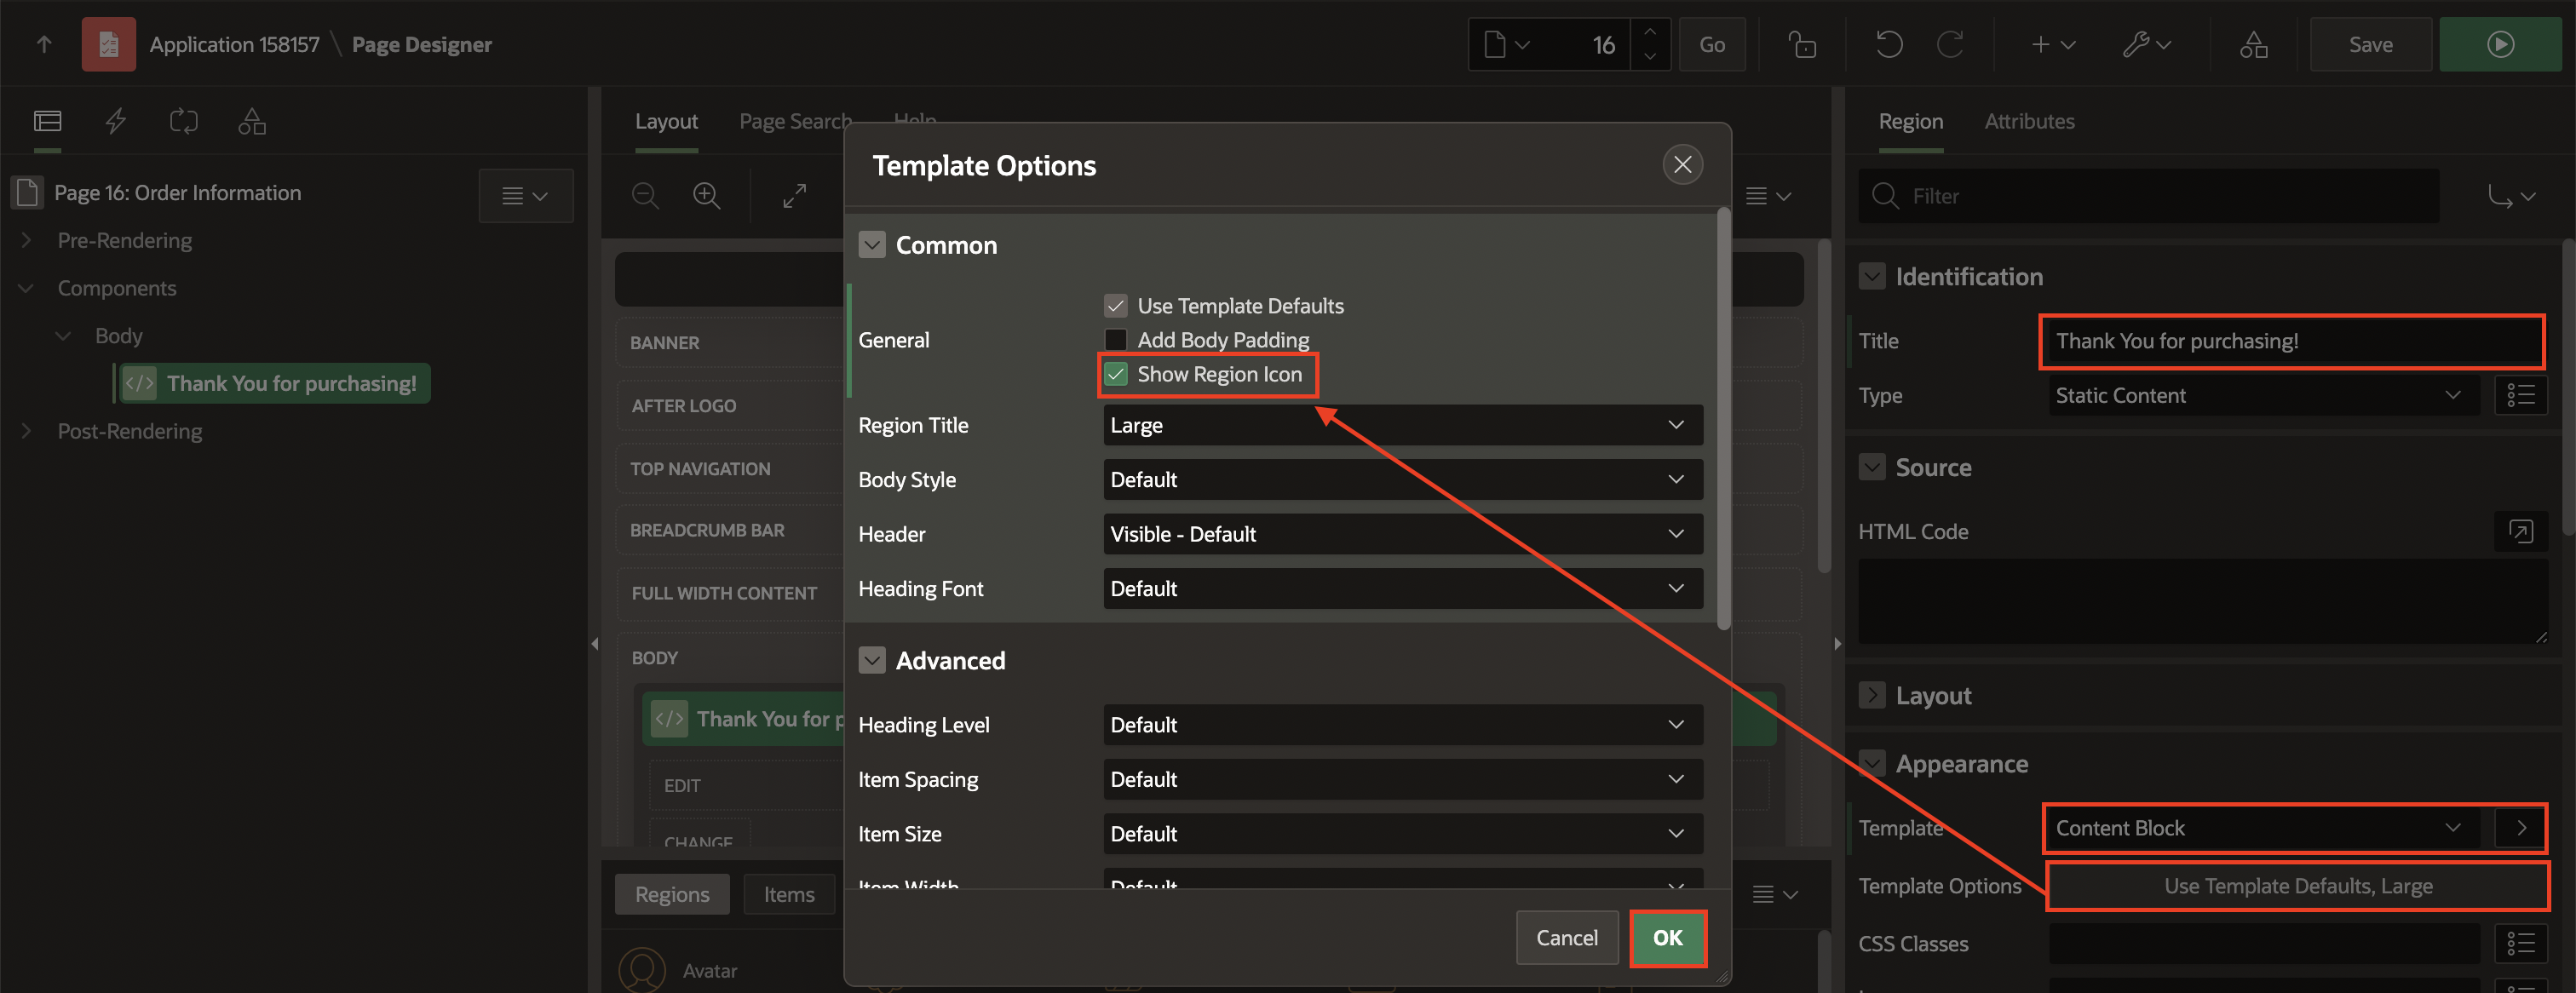 Application 158157 \ Page Designer
16
Go
Save
Page 16: Order Information
Pre-Rendering
Components
Body
</> Thank You for purchasing!
Post-Rendering
Layout
Page Search
Help
BANNER
AFTER LOGO
TOP NAVIGATION
BREADCRUMB BAR
FULL WIDTH CONTENT
BODY
</> Thank You for p
EDIT
CHANGE
Regions
Items
Avatar
Template Options
Common
General
Use Template Defaults
Add Body Padding
Show Region Icon
Region Title Large
Body Style Default
Header Visible - Default
Heading Font Default
Advanced
Heading Level Default
Item Spacing Default
Item Size Default
Item Width Default
Cancel
OK
Region
Attributes
Filter
Identification
Title Thank You for purchasing!
Type Static Content
Source
HTML Code
Layout
Appearance
Template Content Block
Template Options Use Template Defaults, Large
CSS Classes